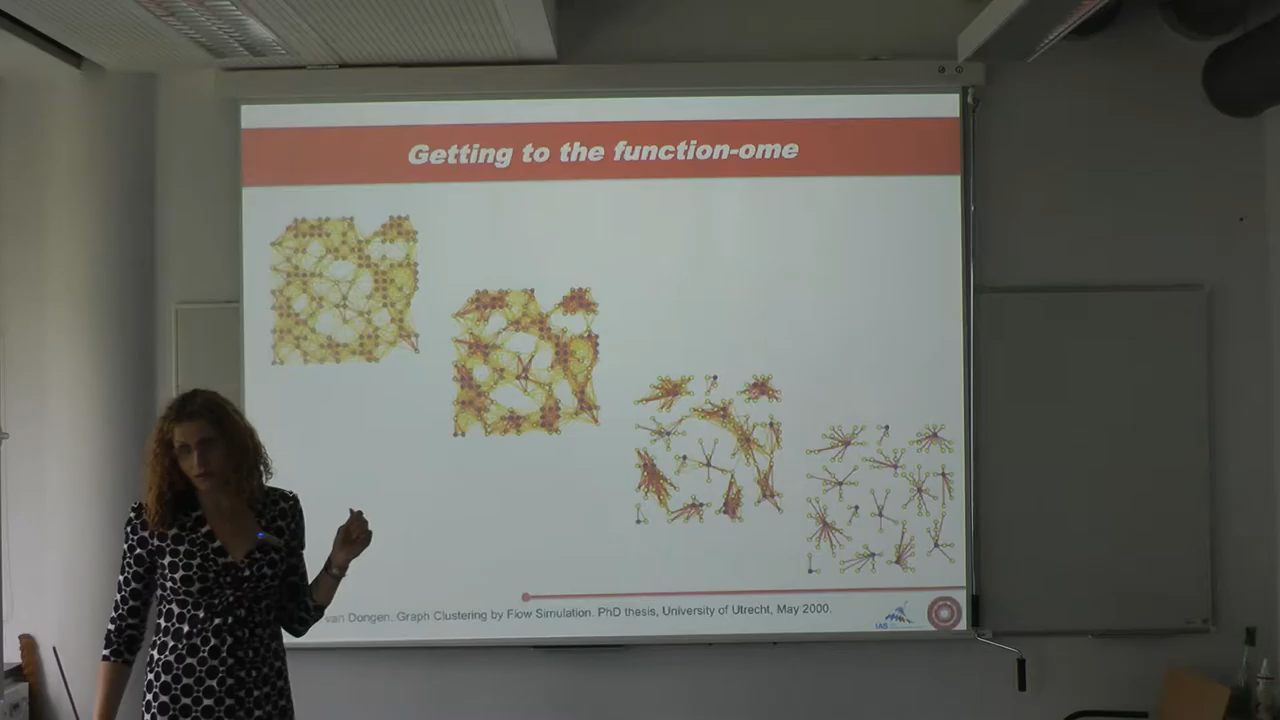 Getting to the function-ome
van Dongen. Graph Clustering by Flow Simulation. PhD thesis, University of Utrecht, May 2000.
IAS